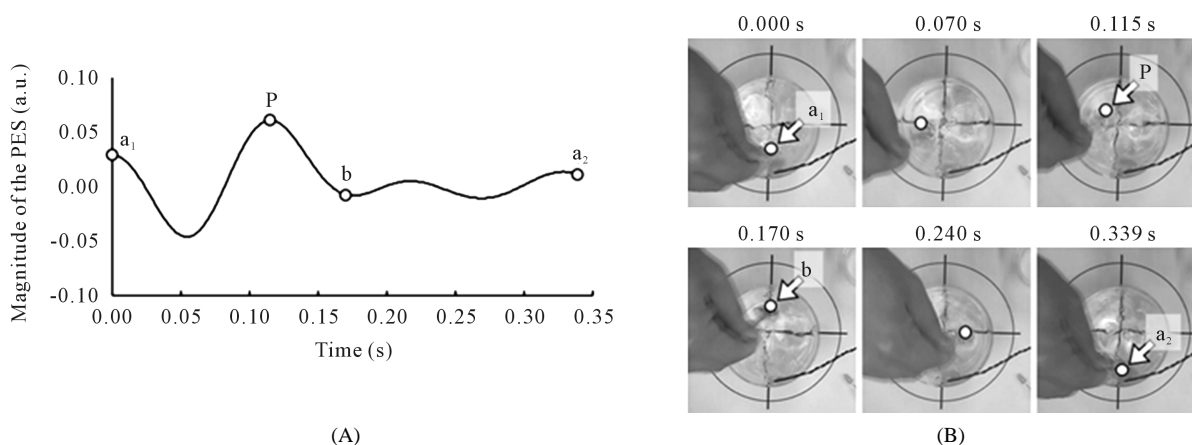 Magnitude of the PES (a.u.)
0.10
0.05
0.00
-0.05
-0.10
a₁
P
b
a₂
0.00 0.05 0.10 0.15 0.20 0.25 0.30 0.35
Time (s)
(A)
0.000 s 0.070 s 0.115 s
a₁
P
0.170 s 0.240 s 0.339 s
b
a₂
(B)